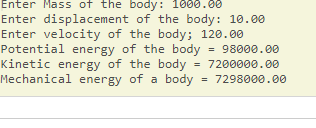 Enter Mass of the body: 1000.00
Enter displacement of the body: 10.00
Enter velocity of the body; 120.00
Potential energy of the body = 98000.00
Kinetic energy of the body = 7200000.00
Mechanical energy of a body = 7298000.00